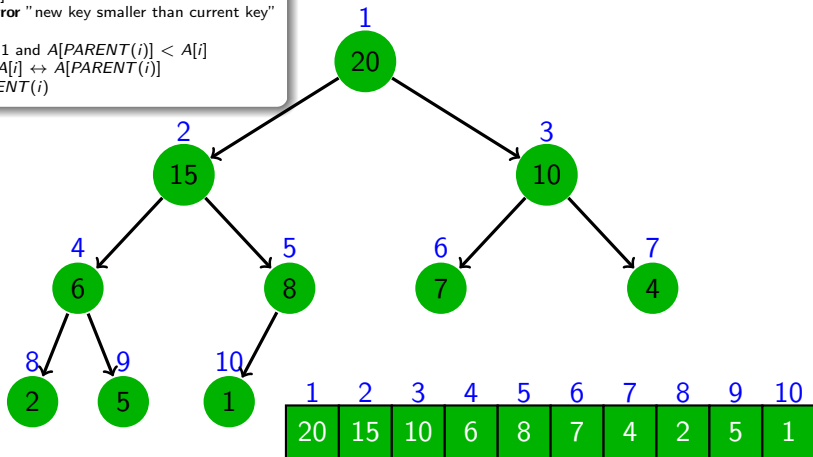 "new key smaller than current key"
1 and A[PARENT(i)] < A[i]
A[i] ↔ A[PARENT(i)]
(i)
1
20
2 3
15 10
4 5 6 7
6 8 7 4
8 9 10
2 5 1
1 2 3 4 5 6 7 8 9 10
20 15 10 6 8 7 4 2 5 1